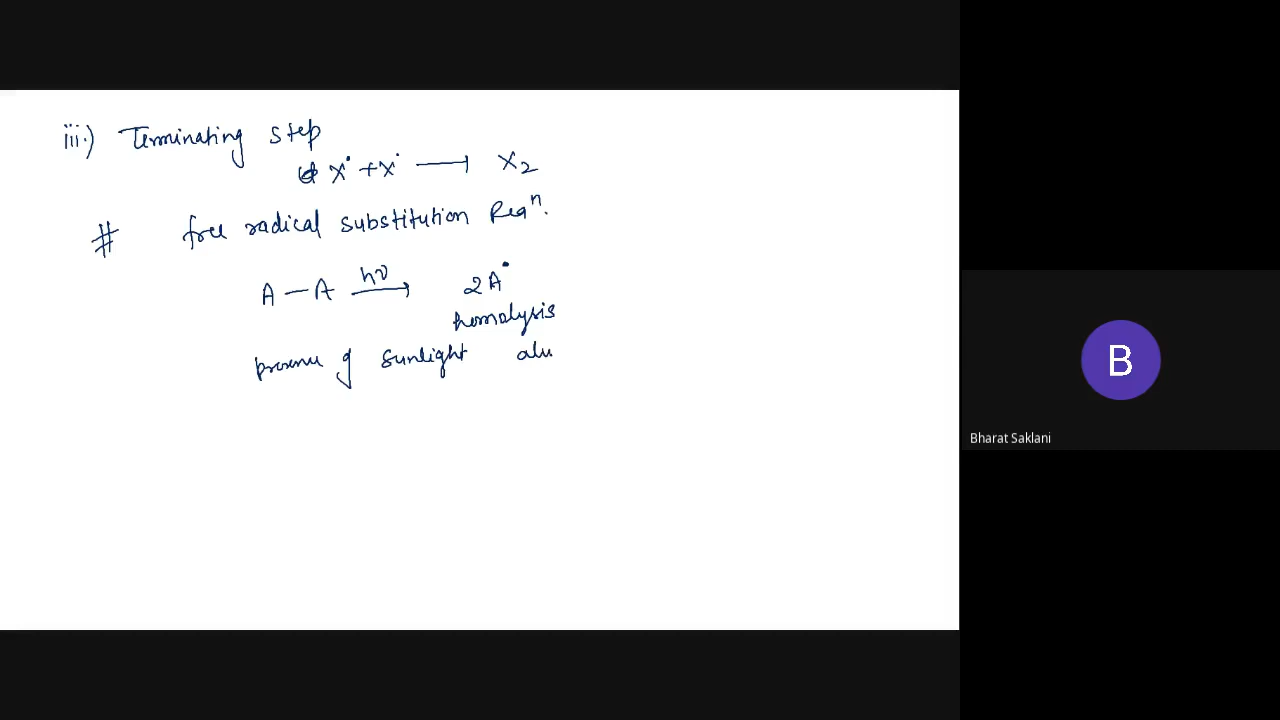 iii.) Terminating step
X• + X• ⟶ X₂
# free radical substitution Reaⁿ.
A — A hν⟶ 2A•
homolysis
presence of sunlight
B
Bharat Saklani